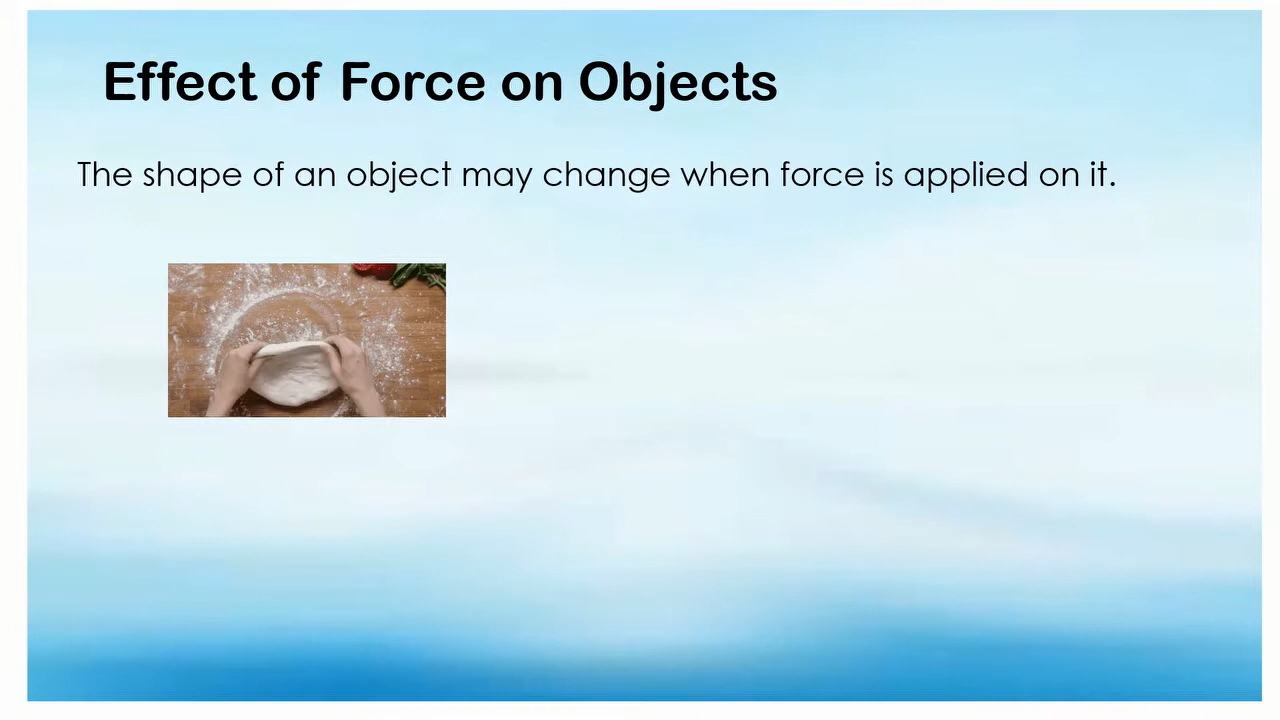 Effect of Force on Objects
The shape of an object may change when force is applied on it.